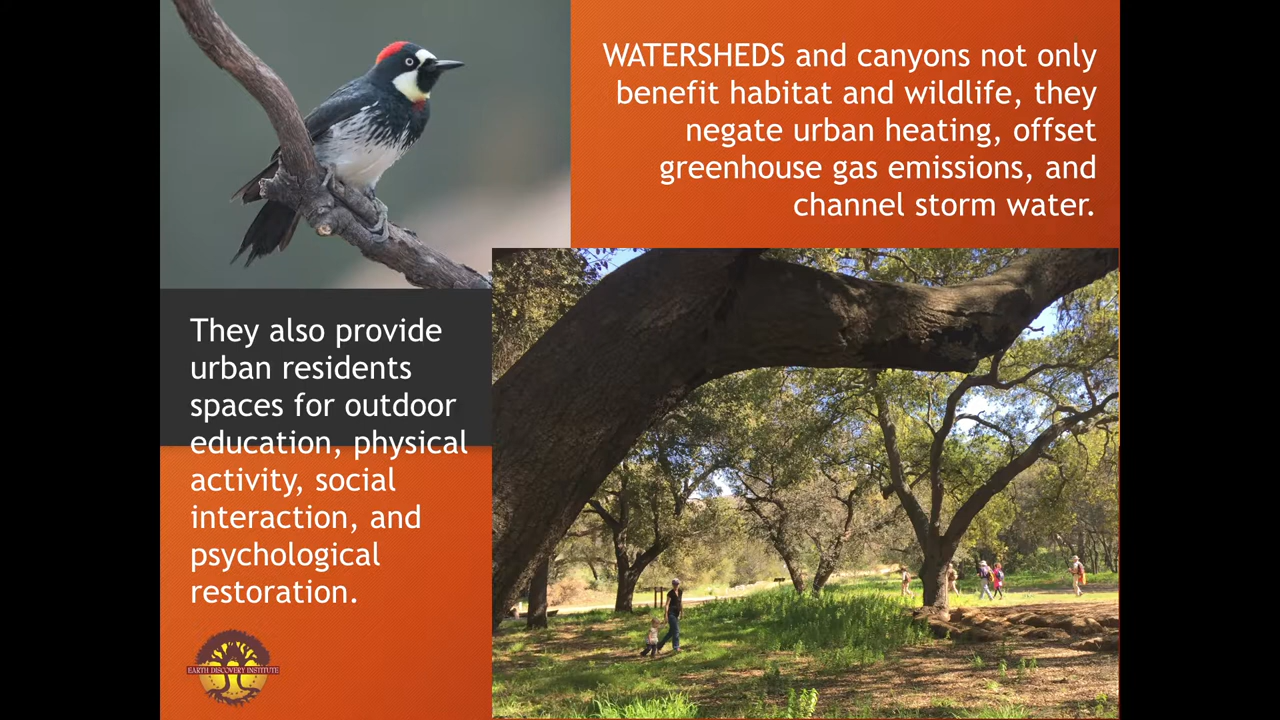 WATERSHEDS and canyons not only
benefit habitat and wildlife, they
negate urban heating, offset
greenhouse gas emissions, and
channel storm water.
They also provide
urban residents
spaces for outdoor
education, physical
activity, social
interaction, and
psychological
restoration.
EARTH DISCOVERY INSTITUTE